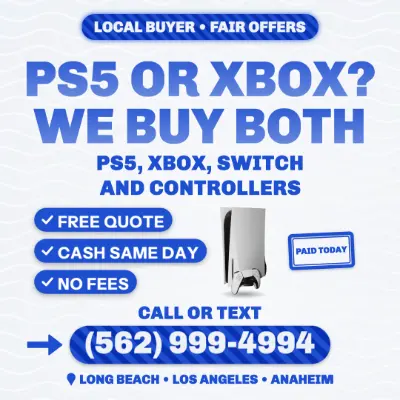 LOCAL BUYER • FAIR OFFERS
PS5 OR XBOX?
WE BUY BOTH
PS5, XBOX, SWITCH
AND CONTROLLERS
FREE QUOTE
CASH SAME DAY
NO FEES
PAID TODAY
CALL OR TEXT
(562) 999-4994
LONG BEACH • LOS ANGELES • ANAHEIM